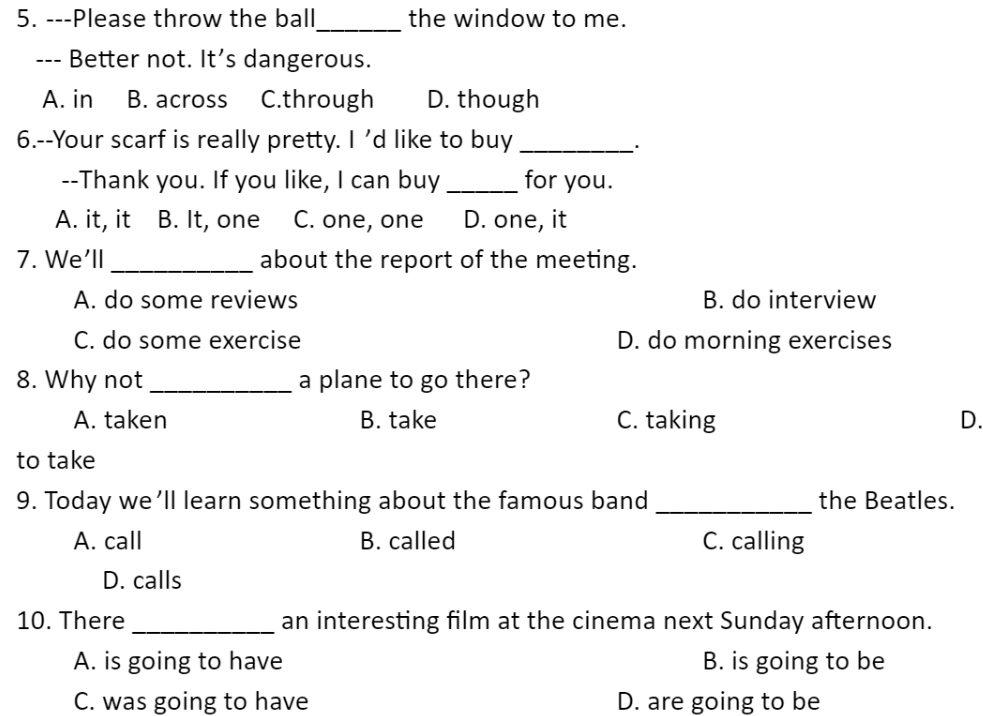 5. ---Please throw the ball______ the window to me.
--- Better not. It’s dangerous.
A. in B. across C.through D. though
6.--Your scarf is really pretty. I ’d like to buy ________.
--Thank you. If you like, I can buy _____ for you.
A. it, it B. It, one C. one, one D. one, it
7. We’ll __________ about the report of the meeting.
A. do some reviews B. do interview
C. do some exercise D. do morning exercises
8. Why not __________ a plane to go there?
A. taken B. take C. taking D.
to take
9. Today we’ll learn something about the famous band ___________ the Beatles.
A. call B. called C. calling
D. calls
10. There __________ an interesting film at the cinema next Sunday afternoon.
A. is going to have B. is going to be
C. was going to have D. are going to be